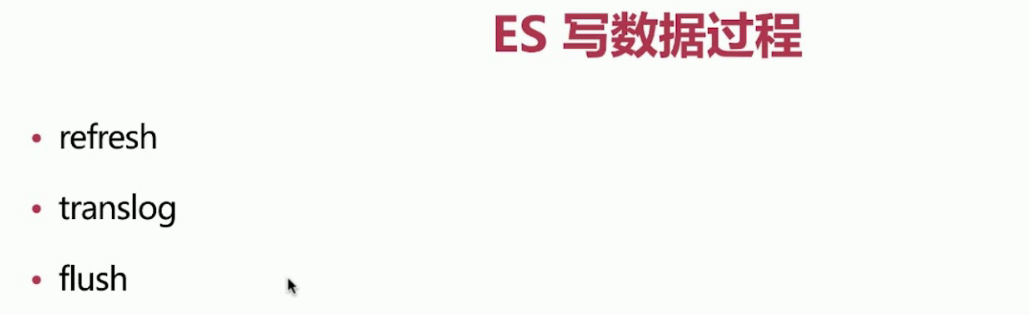 ES 写数据过程
• refresh
• translog
• flush